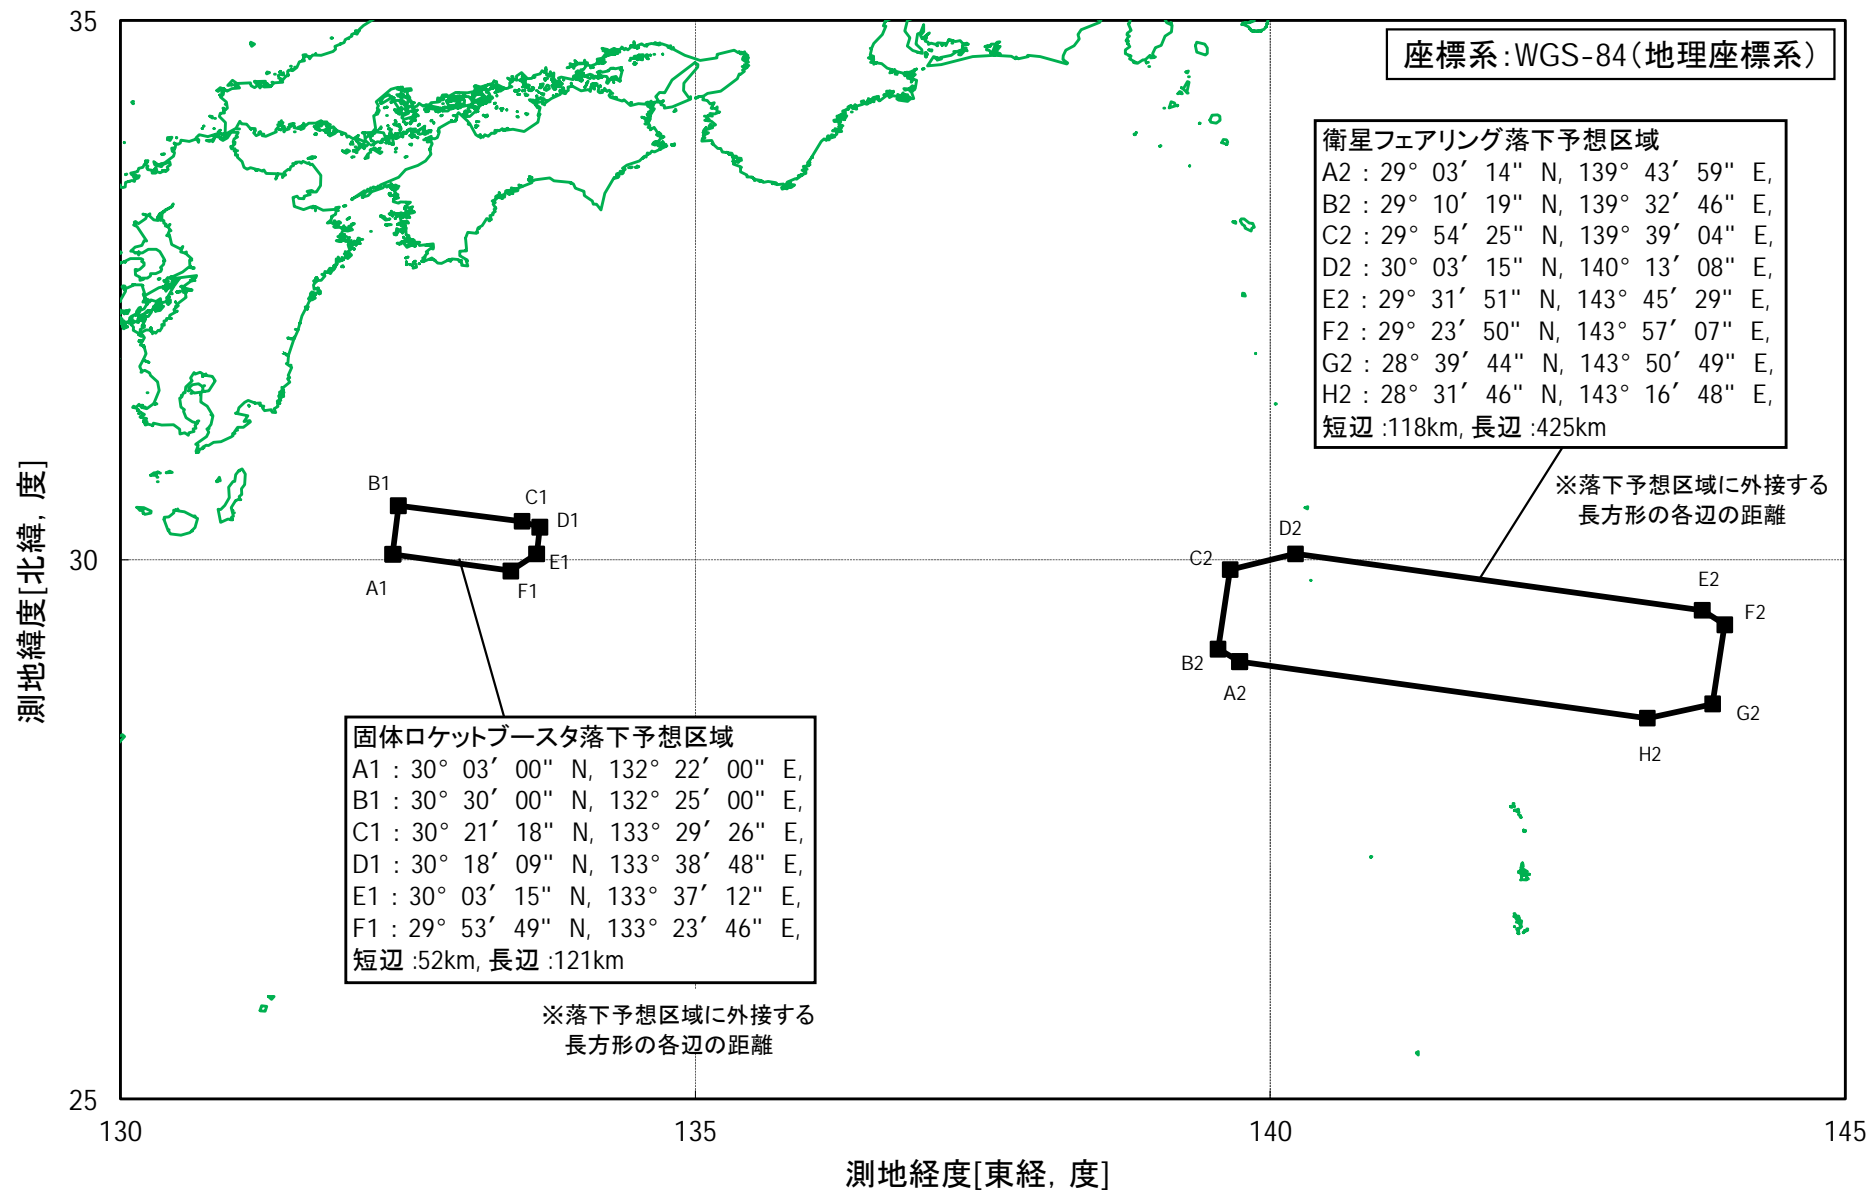 35
座標系:WGS-84(地理座標系)
衛星フェアリング落下予想区域
A2 : 29° 03′ 14" N, 139° 43′ 59" E,
B2 : 29° 10′ 19" N, 139° 32′ 46" E,
C2 : 29° 54′ 25" N, 139° 39′ 04" E,
D2 : 30° 03′ 15" N, 140° 13′ 08" E,
E2 : 29° 31′ 51" N, 143° 45′ 29" E,
F2 : 29° 23′ 50" N, 143° 57′ 07" E,
G2 : 28° 39′ 44" N, 143° 50′ 49" E,
H2 : 28° 31′ 46" N, 143° 16′ 48" E,
短辺 :118km, 長辺 :425km
※落下予想区域に外接する
長方形の各辺の距離
B1
C1
D1
E1
F1
A1
30
D2
C2
E2
F2
B2
A2
G2
H2
測地緯度[北緯, 度]
固体ロケットブースタ落下予想区域
A1 : 30° 03′ 00" N, 132° 22′ 00" E,
B1 : 30° 30′ 00" N, 132° 25′ 00" E,
C1 : 30° 21′ 18" N, 133° 29′ 26" E,
D1 : 30° 18′ 09" N, 133° 38′ 48" E,
E1 : 30° 03′ 15" N, 133° 37′ 12" E,
F1 : 29° 53′ 49" N, 133° 23′ 46" E,
短辺 :52km, 長辺 :121km
※落下予想区域に外接する
長方形の各辺の距離
25
130
135
140
145
測地経度[東経, 度]